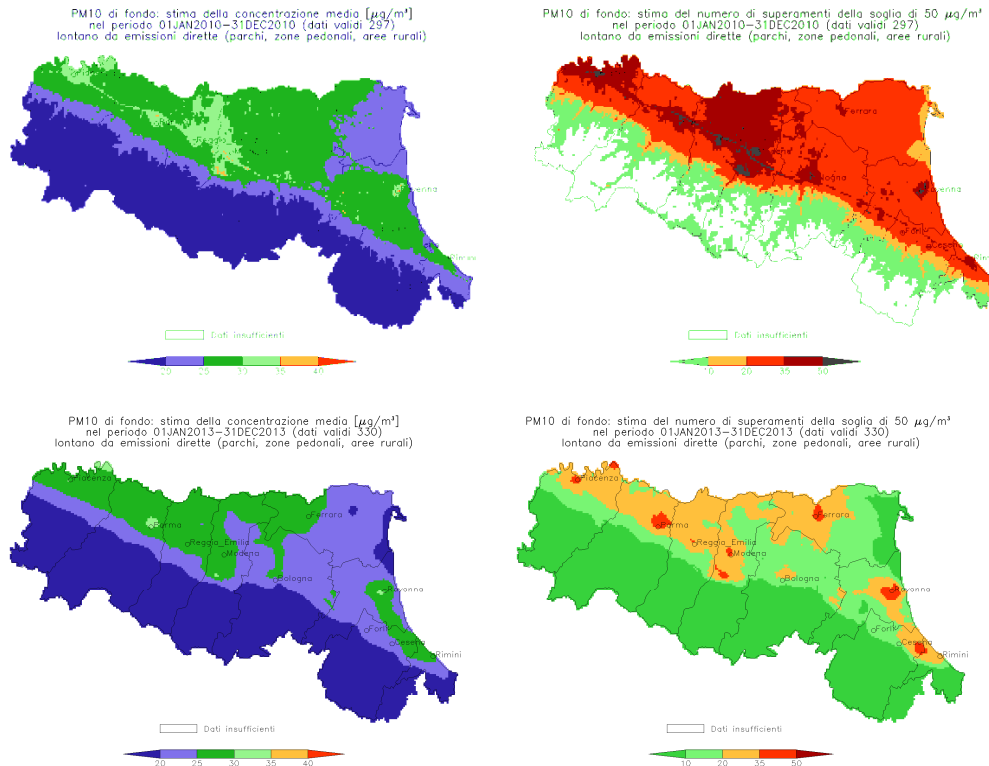 PM10 di fondo: stima della concentrazione media [μg/m³]
nel periodo 01JAN2010-31DEC2010 (dati validi 297)
lontano da emissioni dirette (parchi, zone pedonali, aree rurali)
Dati insufficienti
20 25 30 35 40
PM10 di fondo: stima del numero di superamenti della soglia di 50 μg/m³
nel periodo 01JAN2010-31DEC2010 (dati validi 297)
lontano da emissioni dirette (parchi, zone pedonali, aree rurali)
Ferrara
Forlì
Cesena
Dati insufficienti
10 20 35 50
PM10 di fondo: stima della concentrazione media [μg/m³]
nel periodo 01JAN2013-31DEC2013 (dati validi 330)
lontano da emissioni dirette (parchi, zone pedonali, aree rurali)
Piacenza
Parma
Ferrara
Reggio_Emilia
Modena
Bologna
Ravenna
Forlì
Cesena
Rimini
Dati insufficienti
20 25 30 35 40
PM10 di fondo: stima del numero di superamenti della soglia di 50 μg/m³
nel periodo 01JAN2013-31DEC2013 (dati validi 330)
lontano da emissioni dirette (parchi, zone pedonali, aree rurali)
Piacenza
Parma
Ferrara
Reggio_Emilia
Modena
Bologna
Ravenna
Forlì
Cesena
Rimini
Dati insufficienti
10 20 35 50